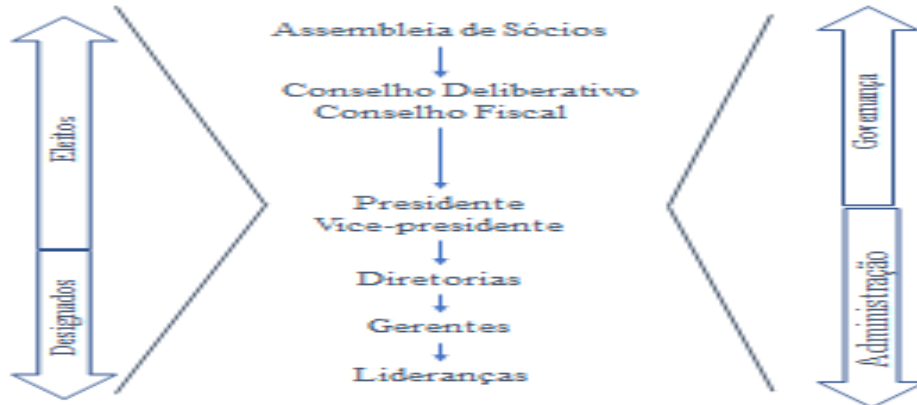 Assembleia de Sócios
Conselho Deliberativo
Conselho Fiscal
Presidente
Vice-presidente
Diretorias
Gerentes
Lideranças
Eleitos
Designados
Governança
Administração